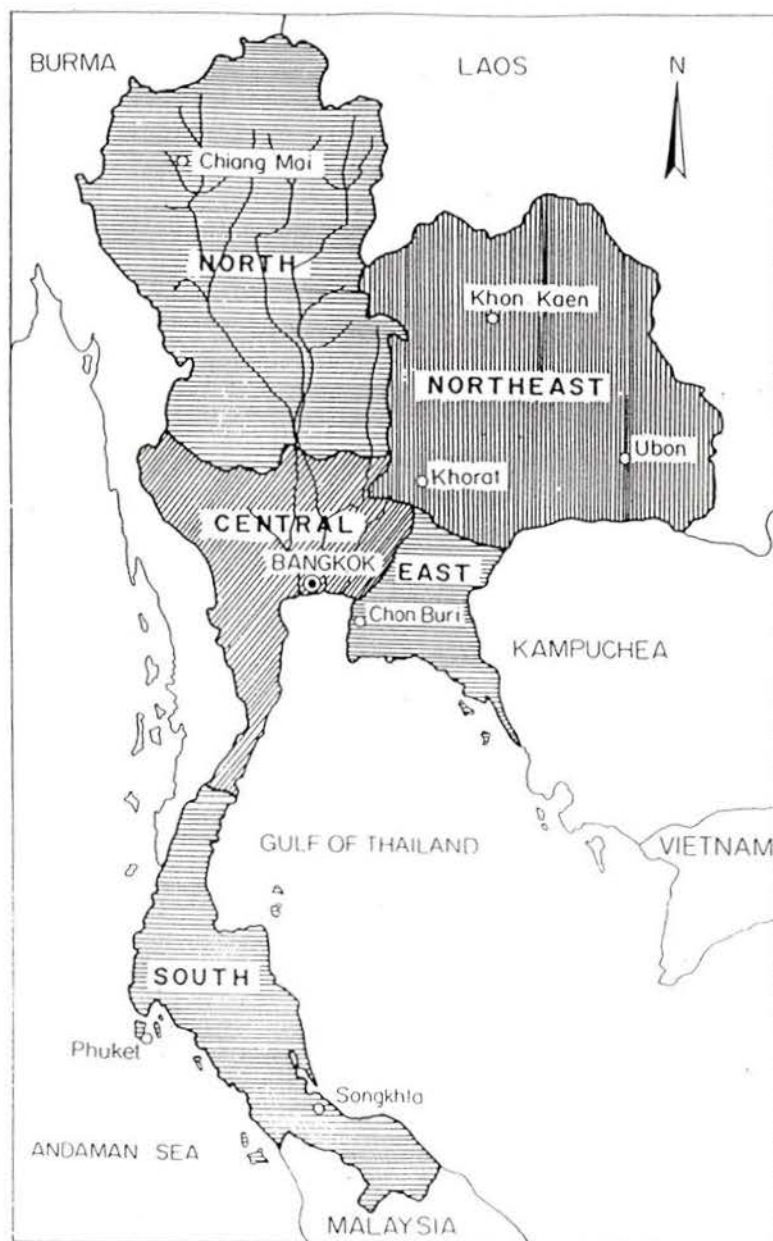 BURMA
LAOS
N
Chiang Mai
NORTH
Khon Kaen
NORTHEAST
Ubon
Khorat
CENTRAL
BANGKOK
EAST
Chon Buri
KAMPUCHEA
GULF OF THAILAND
VIETNAM
SOUTH
Phuket
Songkhla
ANDAMAN SEA
MALAYSIA